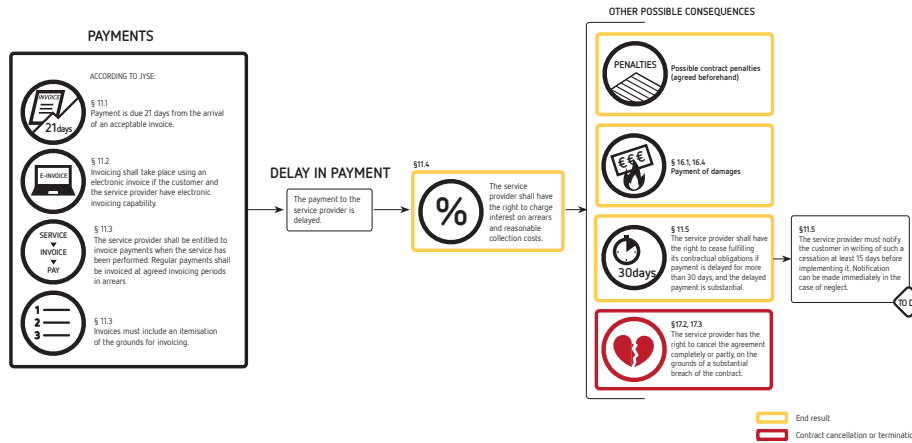 OTHER POSSIBLE CONSEQUENCES
PAYMENTS
ACCORDING TO JYSE:
INVOICE
21days
§ 11.1
Payment is due 21 days from the arrival
of an acceptable invoice.
E-INVOICE
§ 11.2
Invoicing shall take place using an
electronic invoice if the customer and
the service provider have electronic
invoicing capability.
SERVICE
INVOICE
PAY
§ 11.3
The service provider shall be entitled to
invoice payments when the service has
been performed. Regular payments shall
be invoiced at agreed invoicing periods
in arrears
1
2
3
§ 11.3
Invoices must include an itemisation
of the grounds for invoicing.
DELAY IN PAYMENT
The payment to the
service provider is
delayed.
§11.4
%
The service
provider shall have
the right to charge
interest on arrears
and reasonable
collection costs.
PENALTIES
Possible contract penalties
(agreed beforehand)
€€€
§ 16.1, 16.4
Payment of damages
30days
§ 11.5
The service provider shall have
the right to cease fulfilling
its contractual obligations if
payment is delayed for more
than 30 days, and the delayed
payment is substantial.
§11.5
The service provider must notify
the customer in writing of such a
cessation at least 15 days before
implementing it. Notification
can be made immediately in the
case of neglect.
TO D
§17.2, 17.3
The service provider has the
right to cancel the agreement
completely or partly, on the
grounds of a substantial
breach of the contract.
End result
Contract cancellation or terminatio